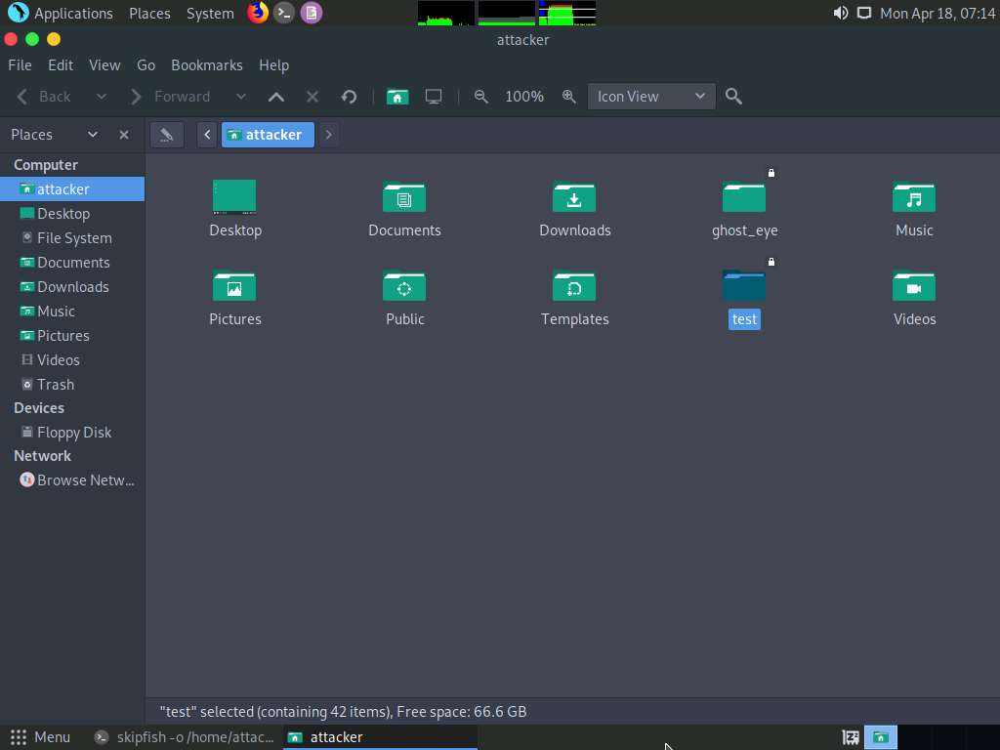 Applications Places System Mon Apr 18, 07:14
attacker
File Edit View Go Bookmarks Help
Back Forward 100% Icon View
Places attacker
Computer
attacker
Desktop
File System
Documents
Downloads
Music
Pictures
Videos
Trash
Devices
Floppy Disk
Network
Browse Netw...
Desktop Documents Downloads ghost_eye Music
Pictures Public Templates test Videos
"test" selected (containing 42 items), Free space: 66.6 GB
Menu skipfish -o /home/attac... attacker